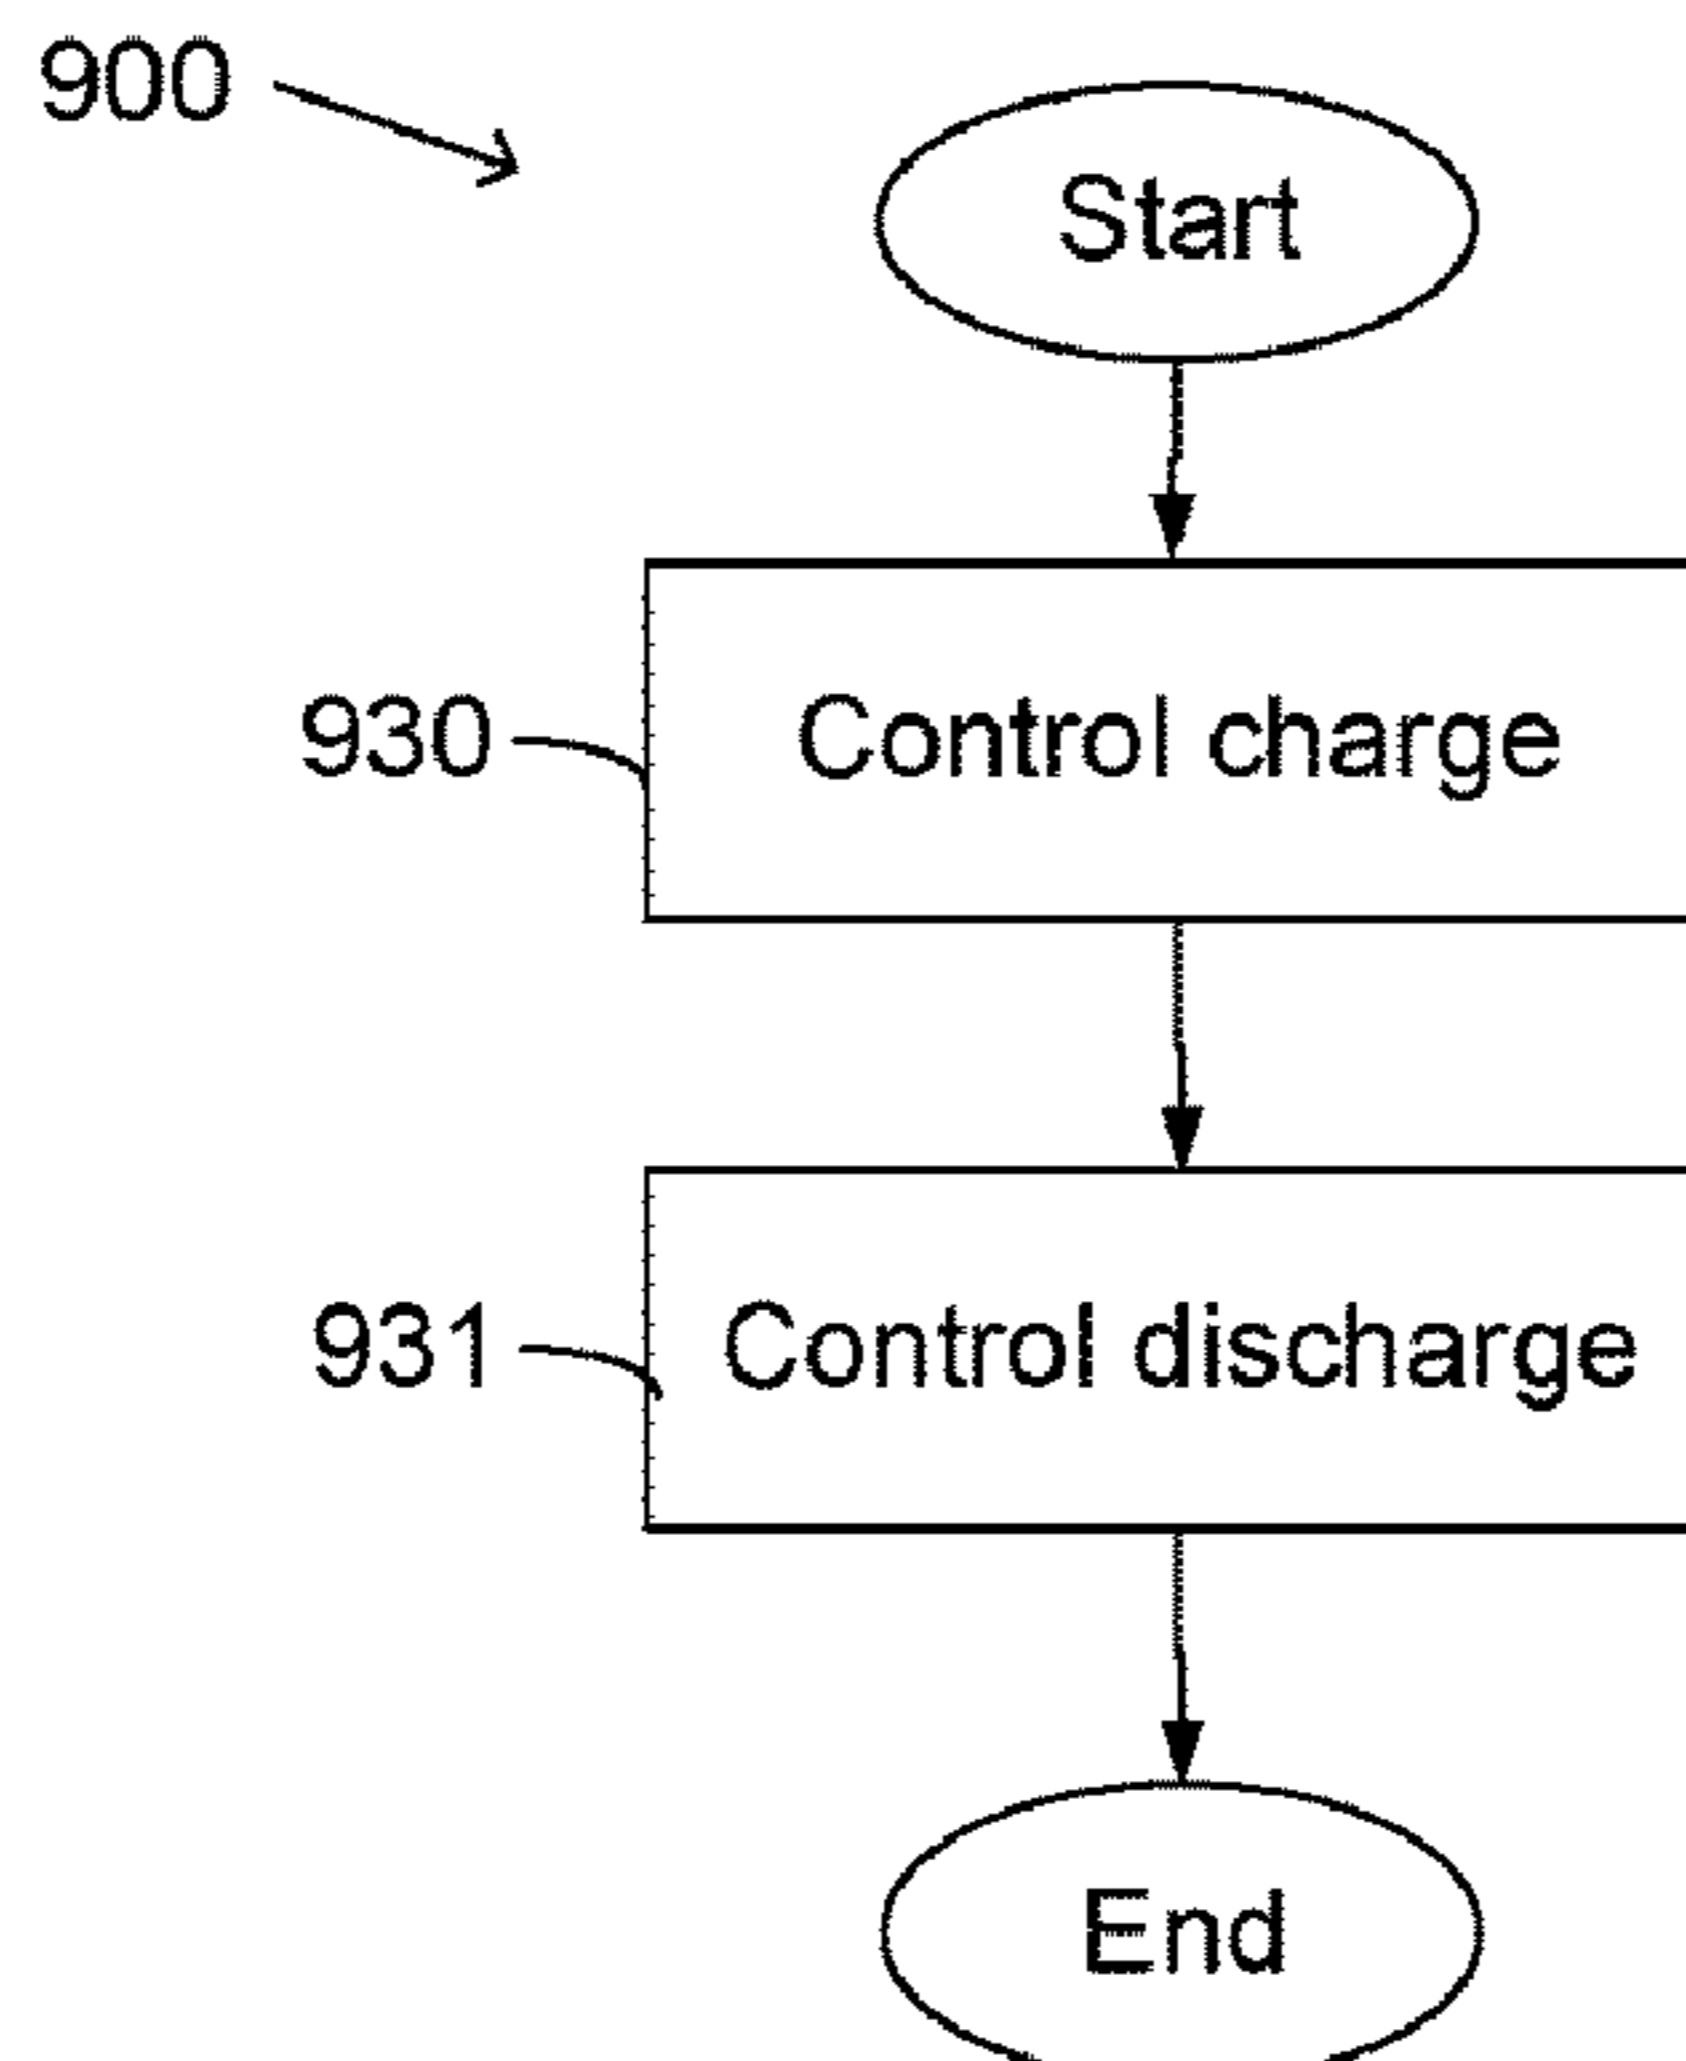 900
Start
930
Control charge
931
Control discharge
End